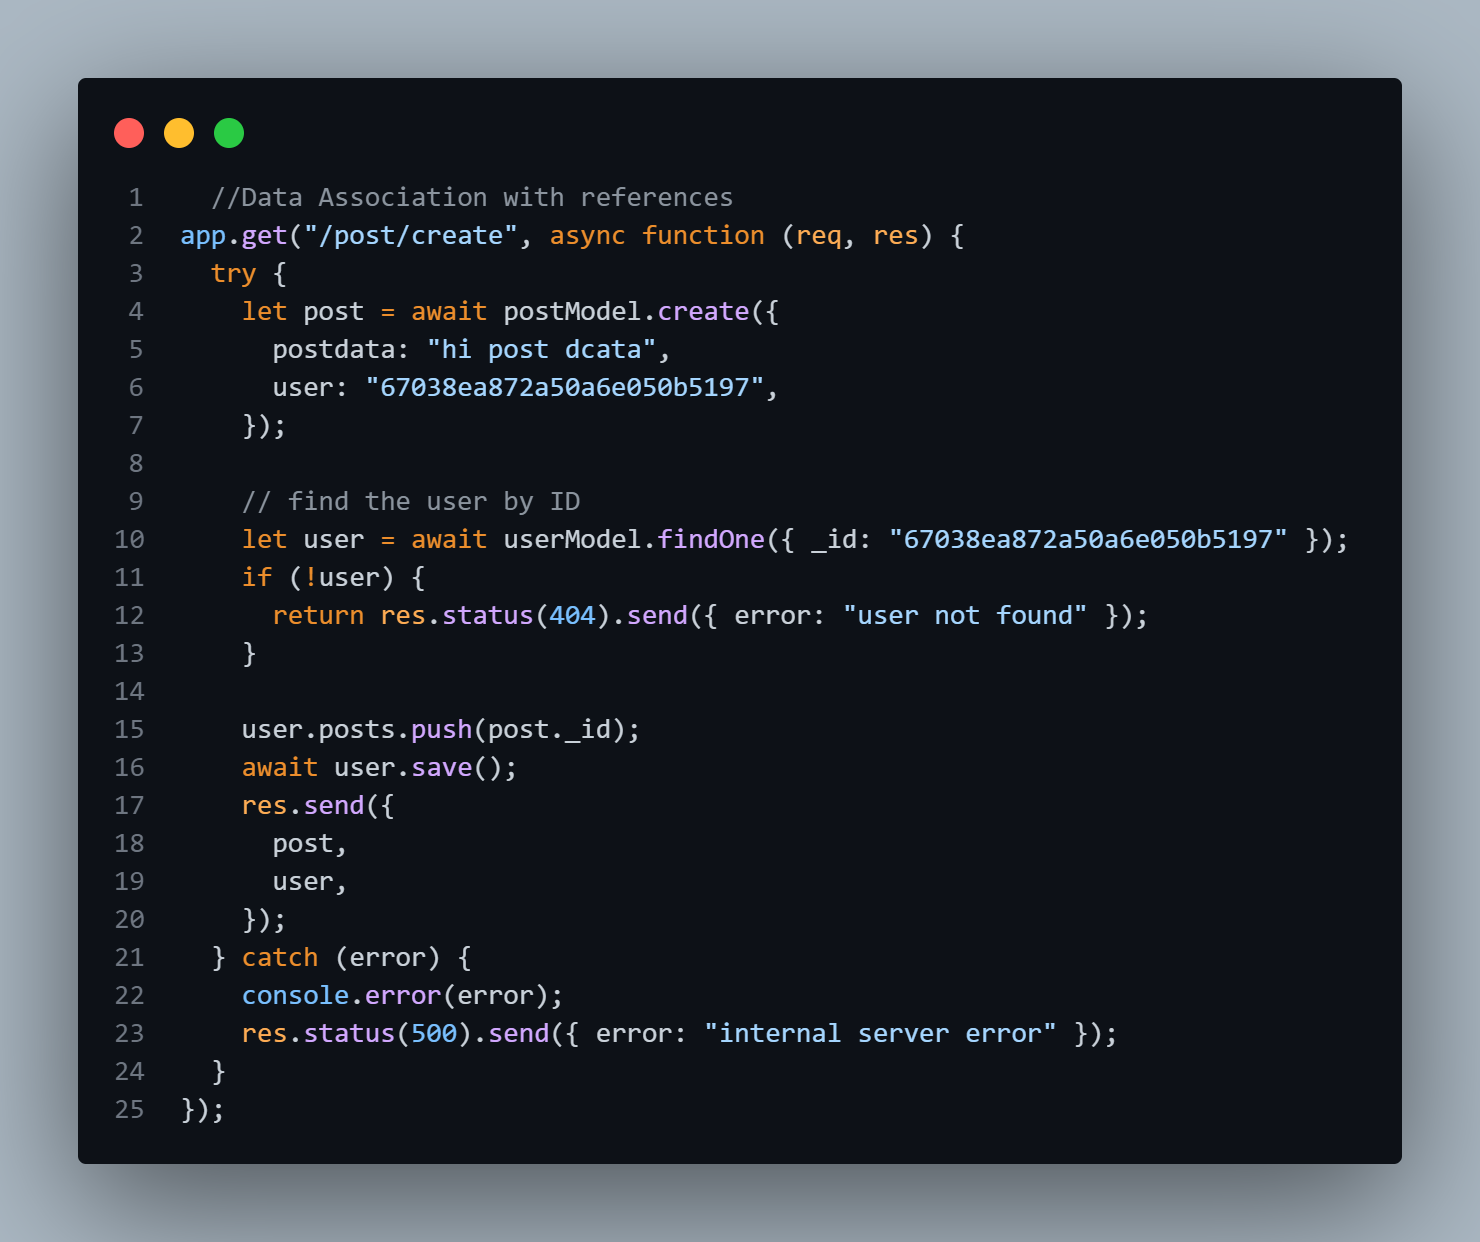 1 //Data Association with references
2 app.get("/post/create", async function (req, res) {
3   try {
4     let post = await postModel.create({
5       postdata: "hi post dcata",
6       user: "67038ea872a50a6e050b5197",
7     });
8
9     // find the user by ID
10     let user = await userModel.findOne({ _id: "67038ea872a50a6e050b5197" });
11     if (!user) {
12       return res.status(404).send({ error: "user not found" });
13     }
14
15     user.posts.push(post._id);
16     await user.save();
17     res.send({
18       post,
19       user,
20     });
21   } catch (error) {
22     console.error(error);
23     res.status(500).send({ error: "internal server error" });
24   }
25 });